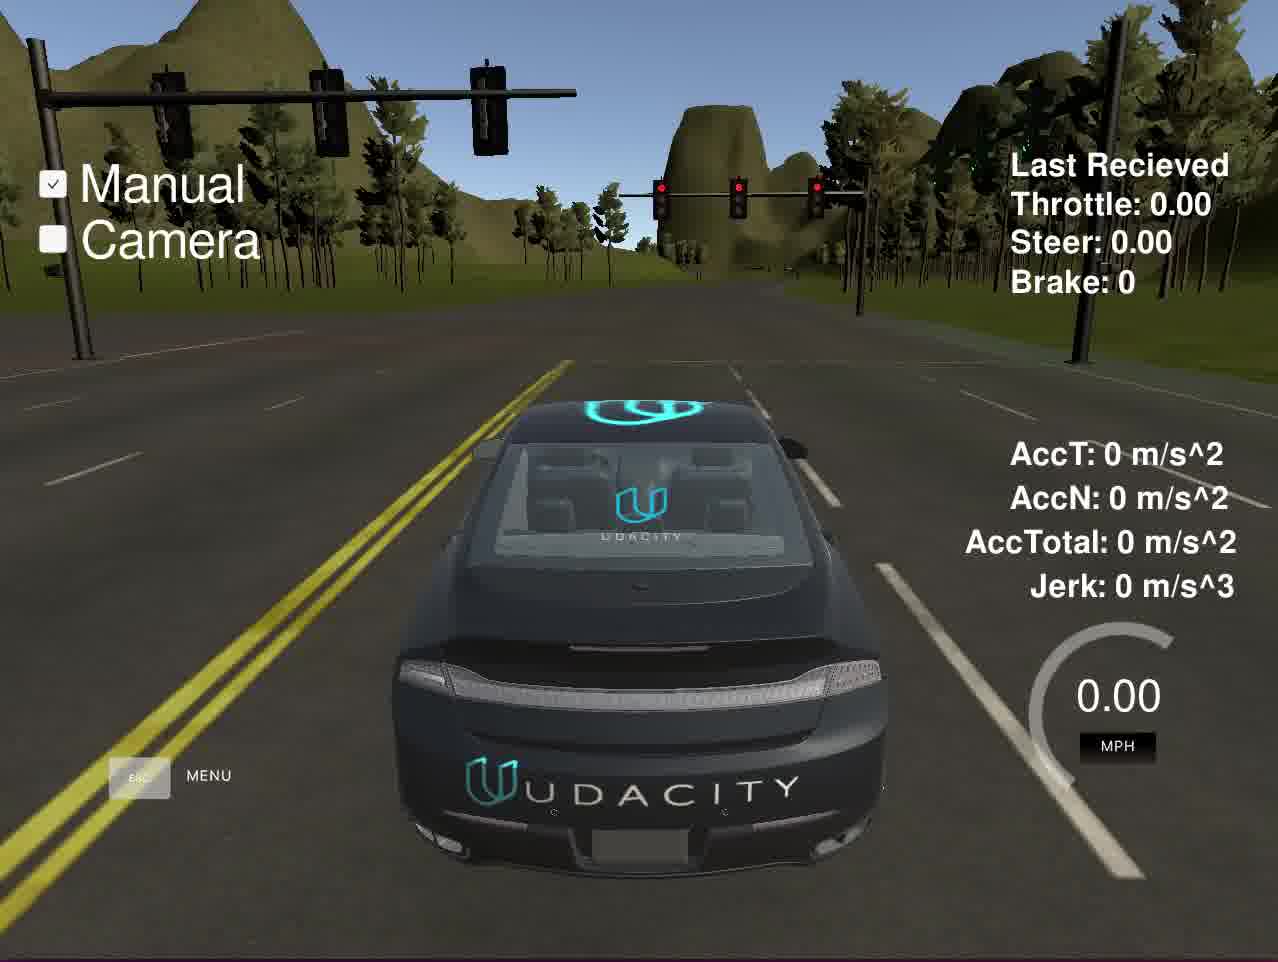 Manual
Camera
Last Recieved
Throttle: 0.00
Steer: 0.00
Brake: 0
AccT: 0 m/s^2
AccN: 0 m/s^2
AccTotal: 0 m/s^2
Jerk: 0 m/s^3
UDACITY
0.00
MPH
ESC
MENU
UDACITY